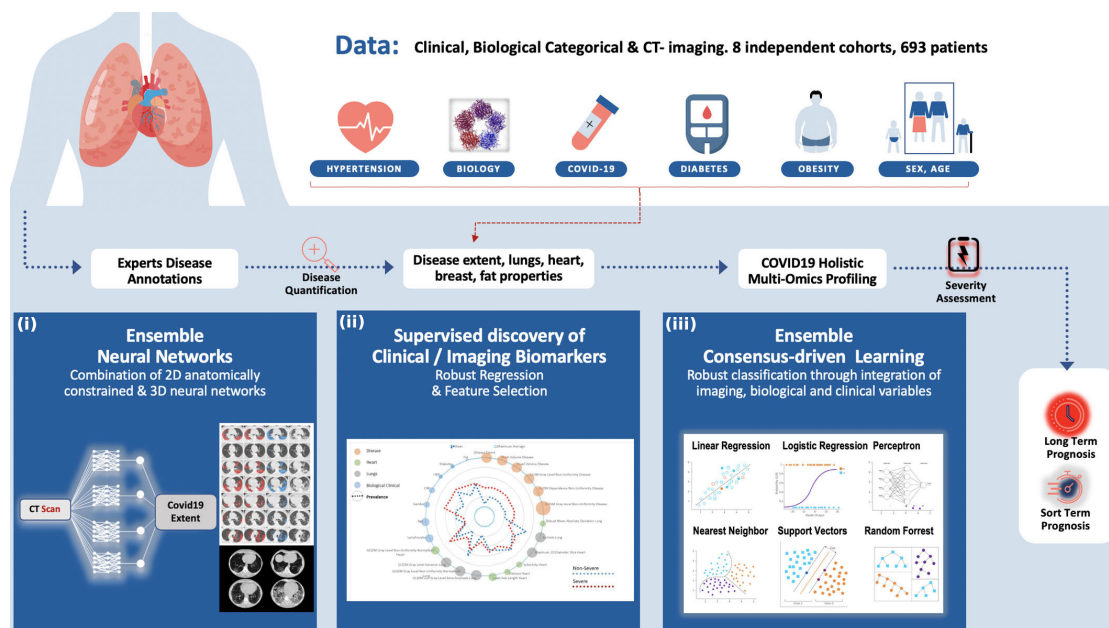 Data: Clinical, Biological Categorical & CT- imaging. 8 independent cohorts, 693 patients
HYPERTENSION
BIOLOGY
COVID-19
DIABETES
OBESITY
SEX, AGE
Experts Disease
Annotations
Disease
Quantification
Disease extent, lungs, heart,
breast, fat properties
COVID19 Holistic
Multi-Omics Profiling
Severity
Assessment
(i)
Ensemble
Neural Networks
Combination of 2D anatomically
constrained & 3D neural networks
CT Scan
Covid19
Extent
(ii)
Supervised discovery of
Clinical / Imaging Biomarkers
Robust Regression
& Feature Selection
Disease
Heart
Lungs
Biological Clinical
Prevalence
Non-Severe
Severe
(iii)
Ensemble
Consensus-driven Learning
Robust classification through integration of
imaging, biological and clinical variables
Linear Regression
Logistic Regression
Perceptron
Nearest Neighbor
Support Vectors
Random Forrest
Long Term
Prognosis
Sort Term
Prognosis